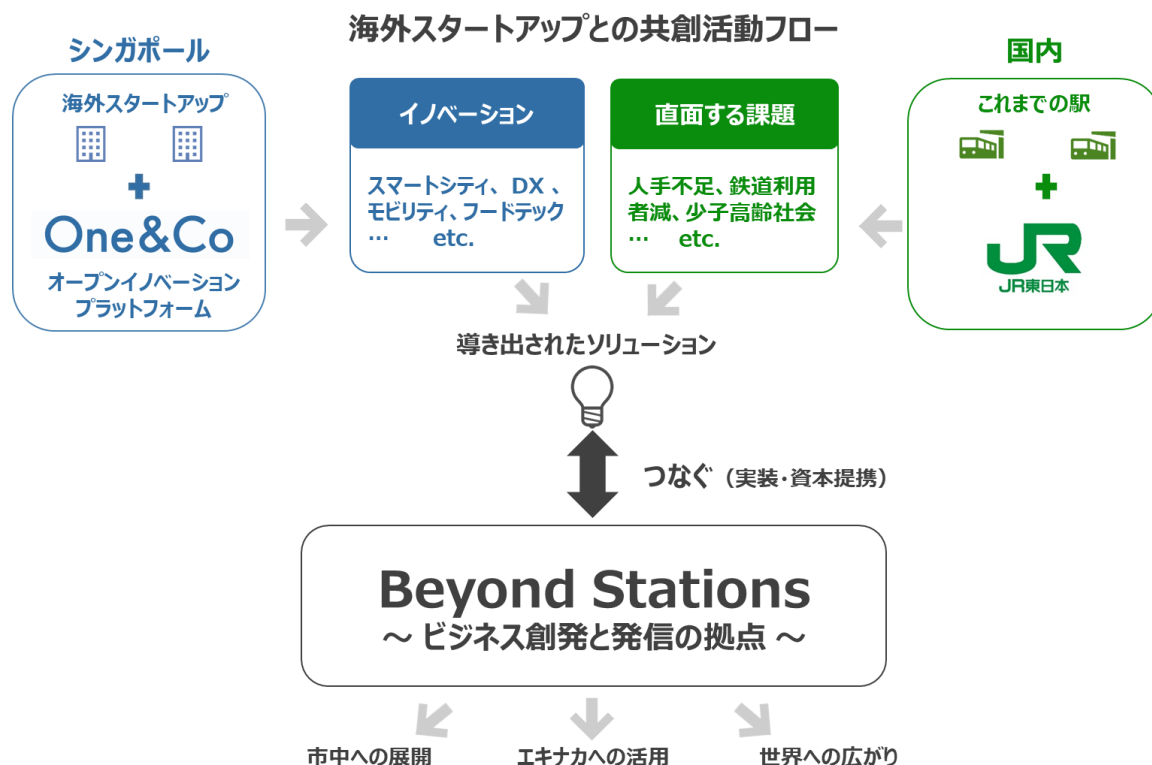 海外スタートアップとの共創活動フロー
シンガポール
海外スタートアップ
+
One&Co
オープンイノベーション
プラットフォーム
イノベーション
スマートシティ、DX、
モビリティ、フードテック
… etc.
直面する課題
人手不足、鉄道利用
者減、少子高齢社会
… etc.
国内
これまでの駅
+
JR
JR東日本
導き出されたソリューション
つなぐ（実装・資本提携）
Beyond Stations
～ ビジネス創発と発信の拠点 ～
市中への展開
エキナカへの活用
世界への広がり